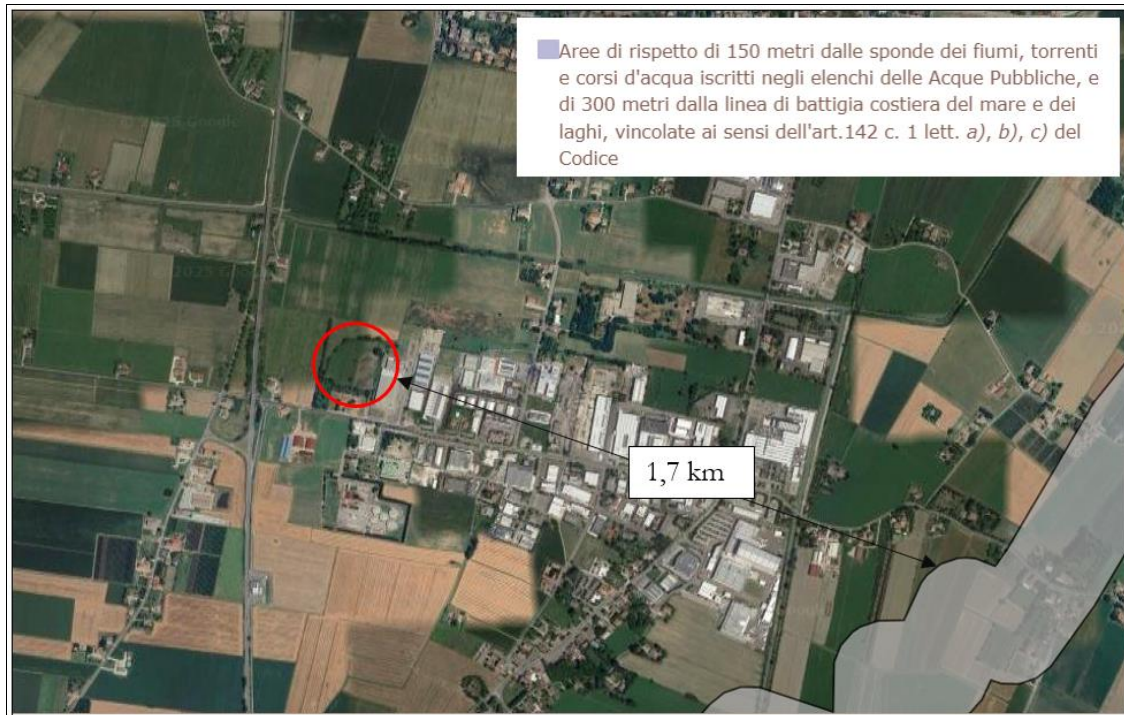 Aree di rispetto di 150 metri dalle sponde dei fiumi, torrenti
e corsi d'acqua iscritti negli elenchi delle Acque Pubbliche, e
di 300 metri dalla linea di battigia costiera del mare e dei
laghi, vincolate ai sensi dell'art.142 c. 1 lett. a), b), c) del
Codice
1,7 km